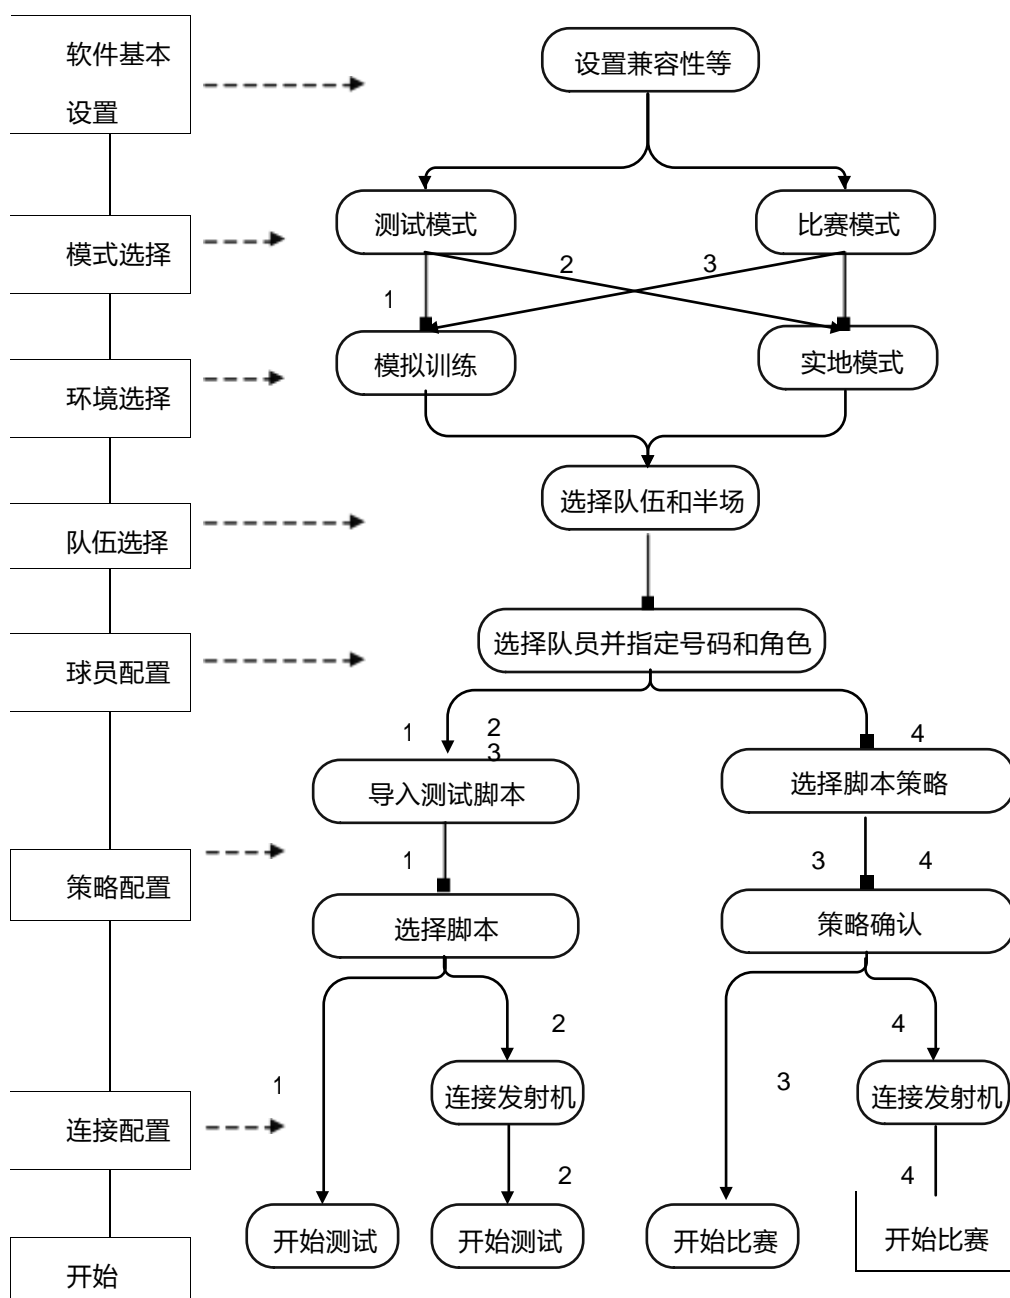 软件基本
设置
设置兼容性等
模式选择
测试模式
比赛模式
1
2
3
环境选择
模拟训练
实地模式
队伍选择
选择队伍和半场
球员配置
选择队员并指定号码和角色
1
2
3
4
导入测试脚本
选择脚本策略
策略配置
1
3
4
选择脚本
策略确认
2
4
1
3
连接配置
连接发射机
连接发射机
2
4
开始测试
开始测试
开始比赛
开始比赛
开始